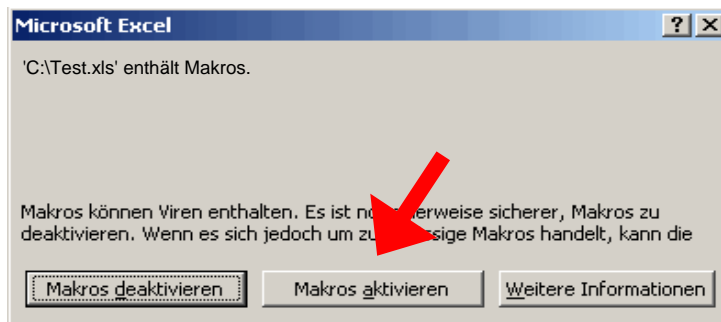 Microsoft Excel
'C:\Test.xls' enthält Makros.
Makros können Viren enthalten. Es ist sicherer, Makros zu
deaktivieren. Wenn es sich jedoch um Makros handelt, kann die
Makros deaktivieren
Makros aktivieren
Weitere Informationen